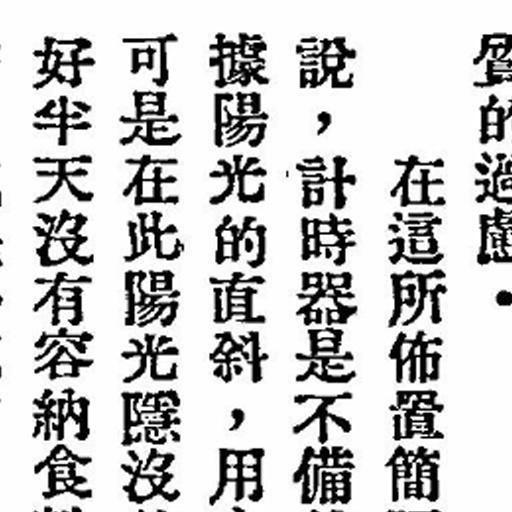 質的過慮．
在這所佈置簡
說，計時器是不備
據陽光的直斜，用
可是在此陽光隱沒
好半天沒有容納食